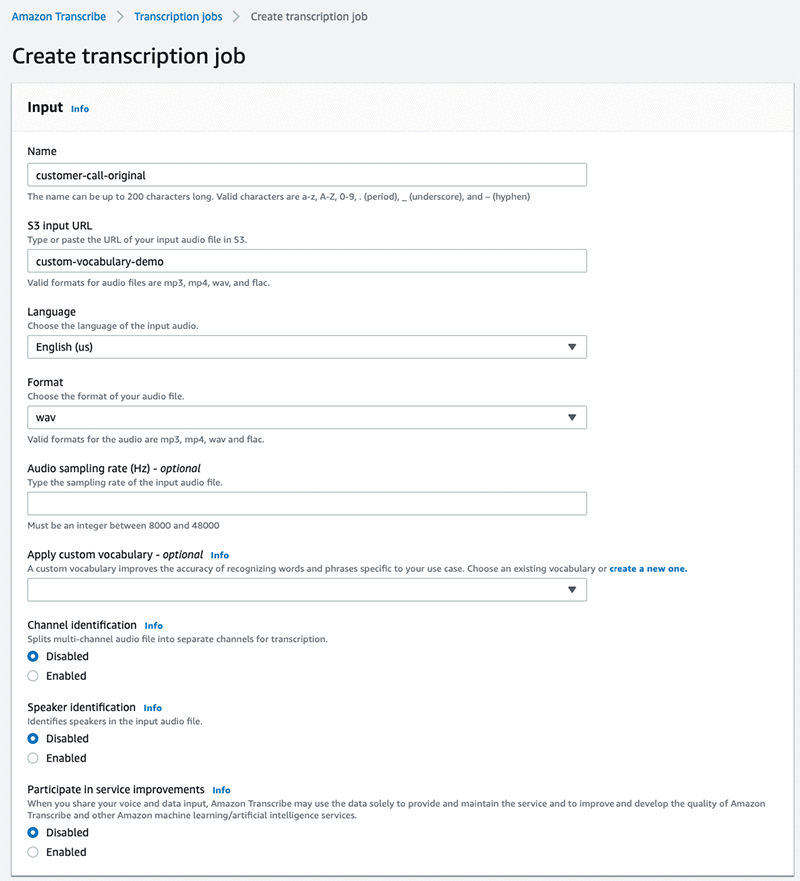 Amazon Transcribe > Transcription jobs > Create transcription job
Create transcription job
Input Info
Name
customer-call-original
The name can be up to 200 characters long. Valid characters are a-z, A-Z, 0-9, . (period), _ (underscore), and – (hyphen)
S3 input URL
Type or paste the URL of your input audio file in S3.
custom-vocabulary-demo
Valid formats for audio files are mp3, mp4, wav, and flac.
Language
Choose the language of the input audio.
English (us)
Format
Choose the format of your audio file.
wav
Valid formats for the audio are mp3, mp4, wav and flac.
Audio sampling rate (Hz) - optional
Type the sampling rate of the input audio file.
Must be an integer between 8000 and 48000
Apply custom vocabulary - optional Info
A custom vocabulary improves the accuracy of recognizing words and phrases specific to your use case. Choose an existing vocabulary or create a new one.
Channel identification Info
Splits multi-channel audio file into separate channels for transcription.
Disabled
Enabled
Speaker identification Info
Identifies speakers in the input audio file.
Disabled
Enabled
Participate in service improvements Info
When you share your voice and data input, Amazon Transcribe may use the data solely to provide and maintain the service and to improve and develop the quality of Amazon
Transcribe and other Amazon machine learning/artificial intelligence services.
Disabled
Enabled